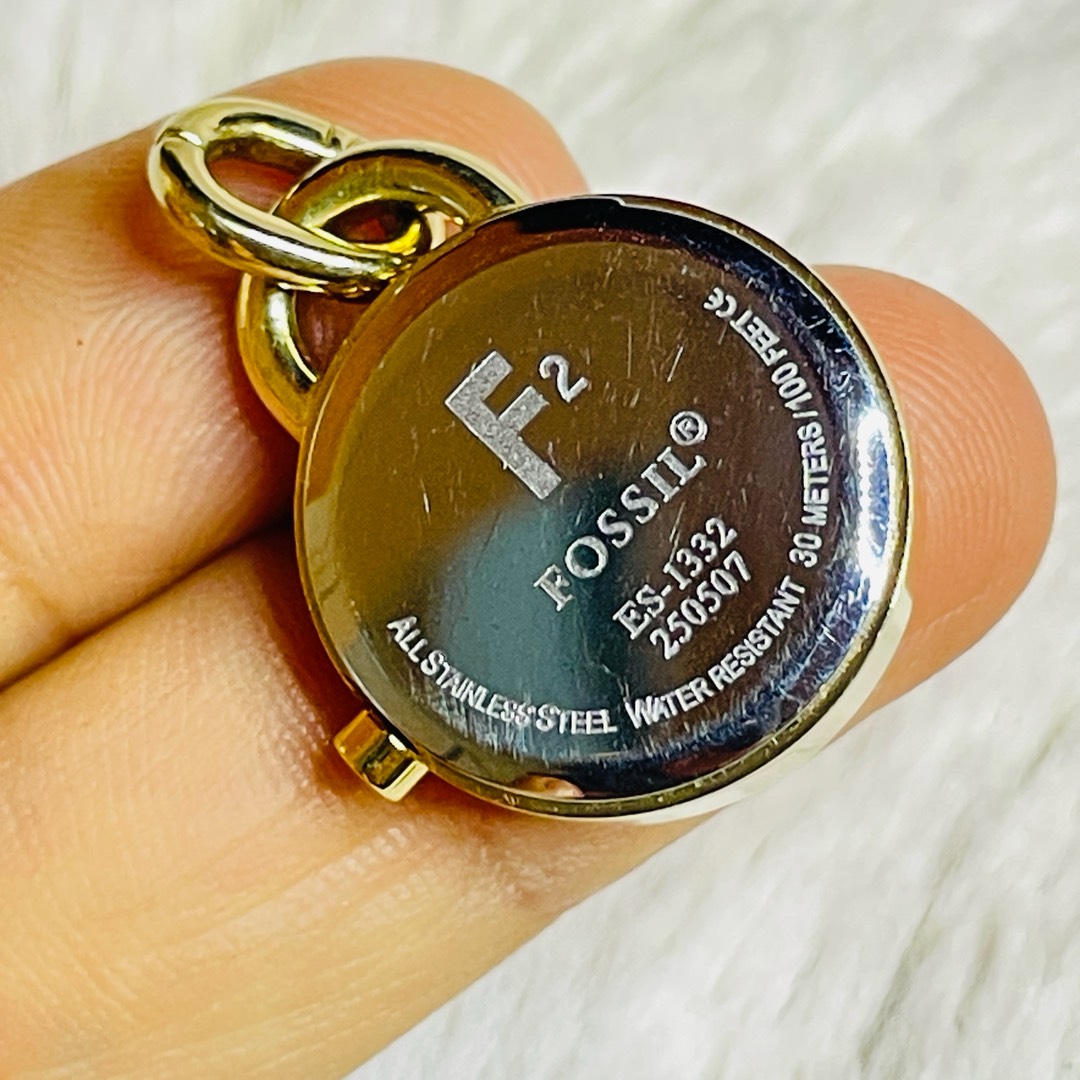 F²
FOSSIL®
ES-1332
250507
ALL STAINLESS STEEL WATER RESISTANT 30 METERS / 100 FEET CE